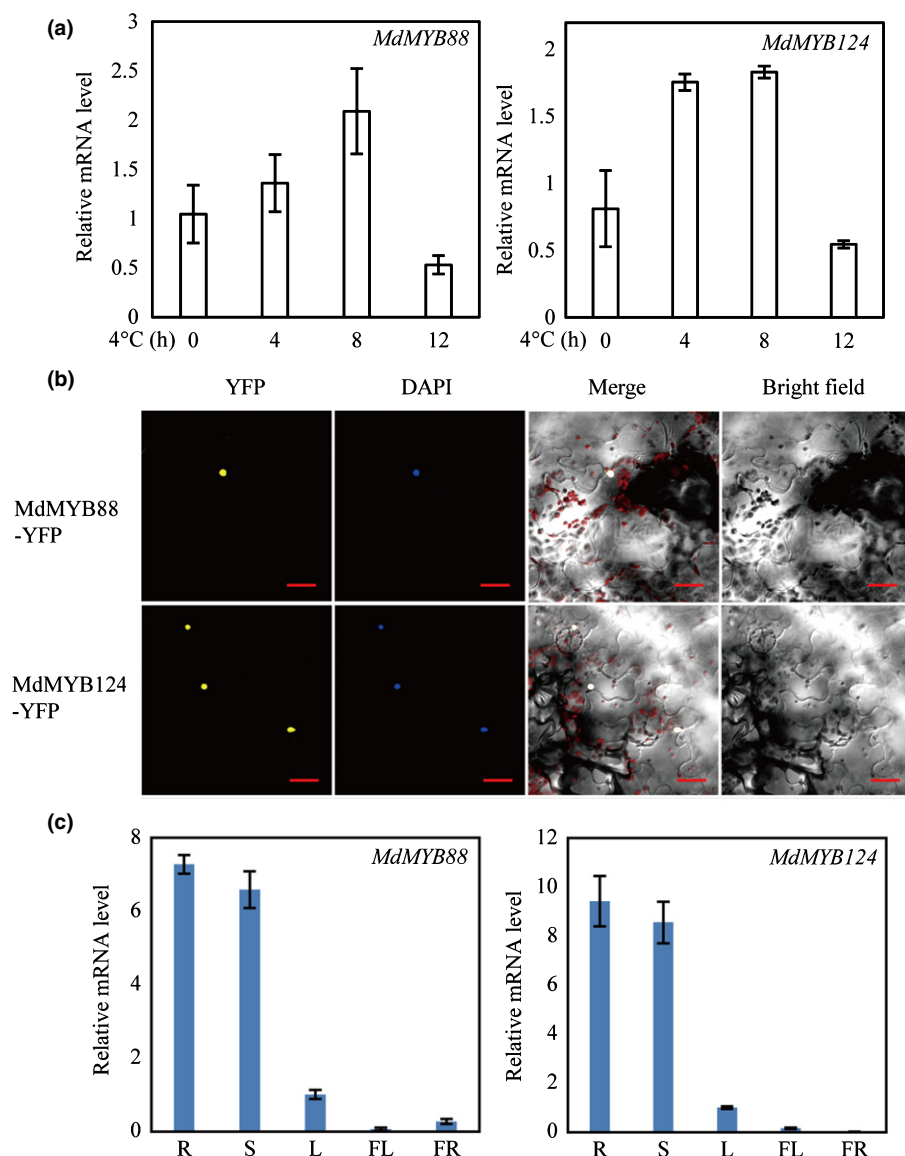 (a)
MdMYB88
Relative mRNA level
3
2.5
2
1.5
1
0.5
0
4°C (h) 0 4 8 12
MdMYB124
Relative mRNA level
2
1.5
1
0.5
0
4°C (h) 0 4 8 12
(b)
YFP DAPI Merge Bright field
MdMYB88
-YFP
MdMYB124
-YFP
(c)
MdMYB88
Relative mRNA level
8
6
4
2
0
R S L FL FR
MdMYB124
Relative mRNA level
12
10
8
6
4
2
0
R S L FL FR